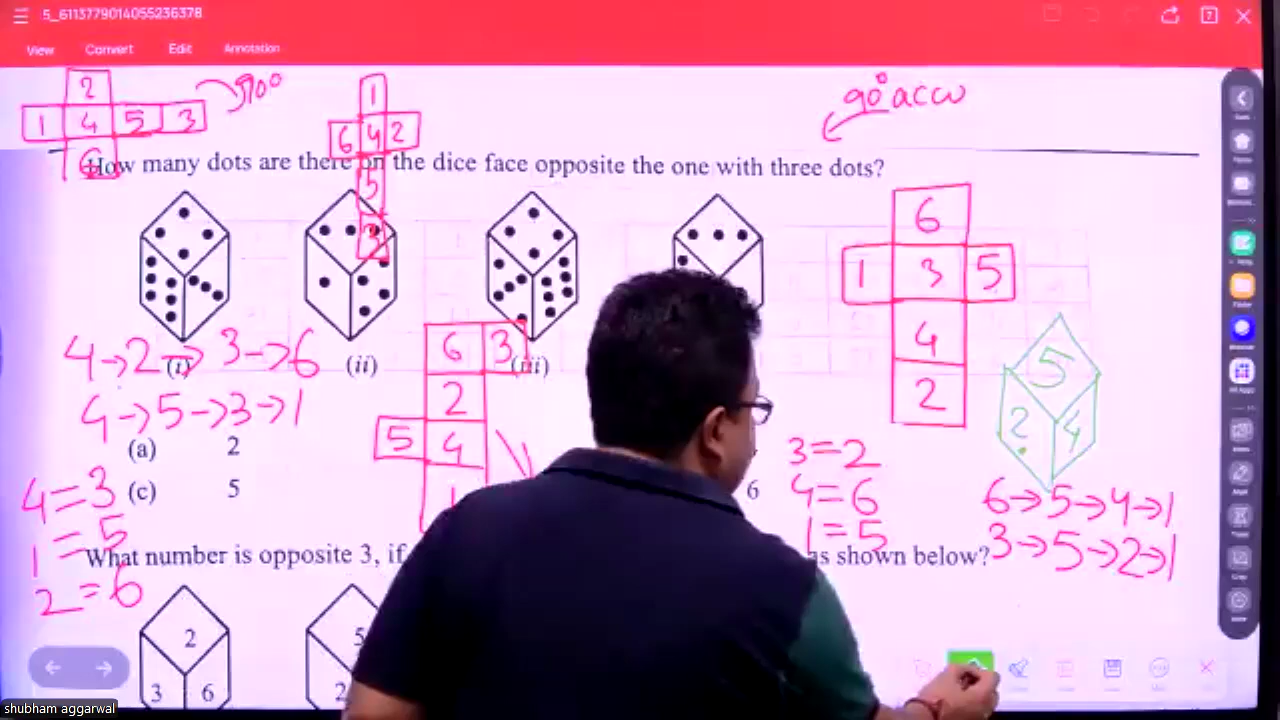 5_6113779014055236378
View Convert Edit Annotation
2
1 4 5 3
6
90°
1
6 4 2
5
3
90° acw
How many dots are there on the dice face opposite the one with three dots?
6
1 3 5
4
2
(i) (ii) (iii)
4→2→3→6
4→5→3→1
6 3
2
5 4
1
5
2 4
(a) 2
(c) 5
6
4=3
1=5
2=6
3=2
4=6
1=5
6→5→4→1
3→5→2→1
What number is opposite 3, if
as shown below?
2
3 6
5
2
shubham aggarwal